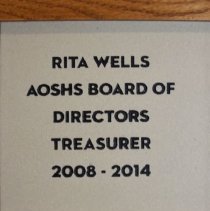 RITA WELLS
AOSHS BOARD OF
DIRECTORS
TREASURER
2008 - 2014